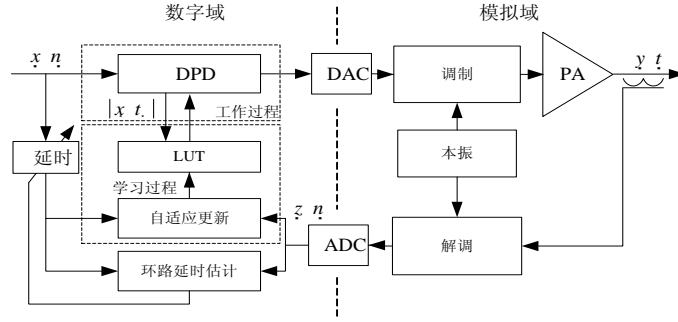 数字域
模拟域
x n
DPD
DAC
调制
PA
y t
|x t|
工作过程
延时
LUT
本振
学习过程
自适应更新
z n
ADC
解调
环路延时估计